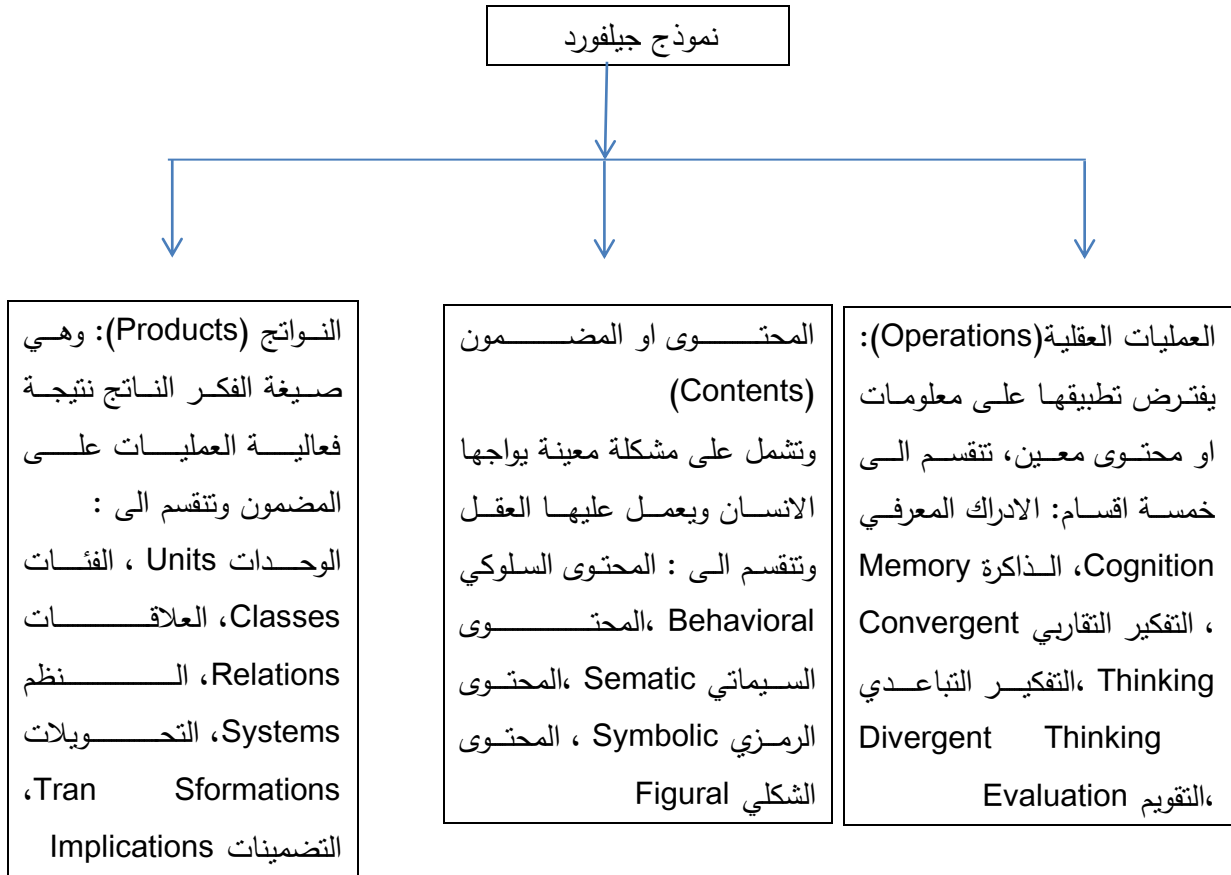 نموذج جيلفورد
العمليات العقلية(Operations):
يفترض تطبيقها على معلومات
او محتوى معين، تنقسم الى
خمسة اقسام: الادراك المعرفي
Cognition، الذاكرة Memory
، التفكير التقاربي Convergent
Thinking ،التفكير التباعدي
Divergent Thinking
،التقويم Evaluation
المحتوى او المضمون
(Contents)
وتشمل على مشكلة معينة يواجها
الانسان ويعمل عليها العقل
وتنقسم الى : المحتوى السلوكي
Behavioral ،المحتوى
السيماتي Sematic ،المحتوى
الرمزي Symbolic ، المحتوى
الشكلي Figural
النواتج (Products): وهي
صيغة الفكر الناتج نتيجة
فعالية العمليات على
المضمون وتنقسم الى :
الوحدات Units ، الفئات
Classes، العلاقات
Relations، النظم
Systems، التحويلات
Tran Sformations،
التضمينات Implications